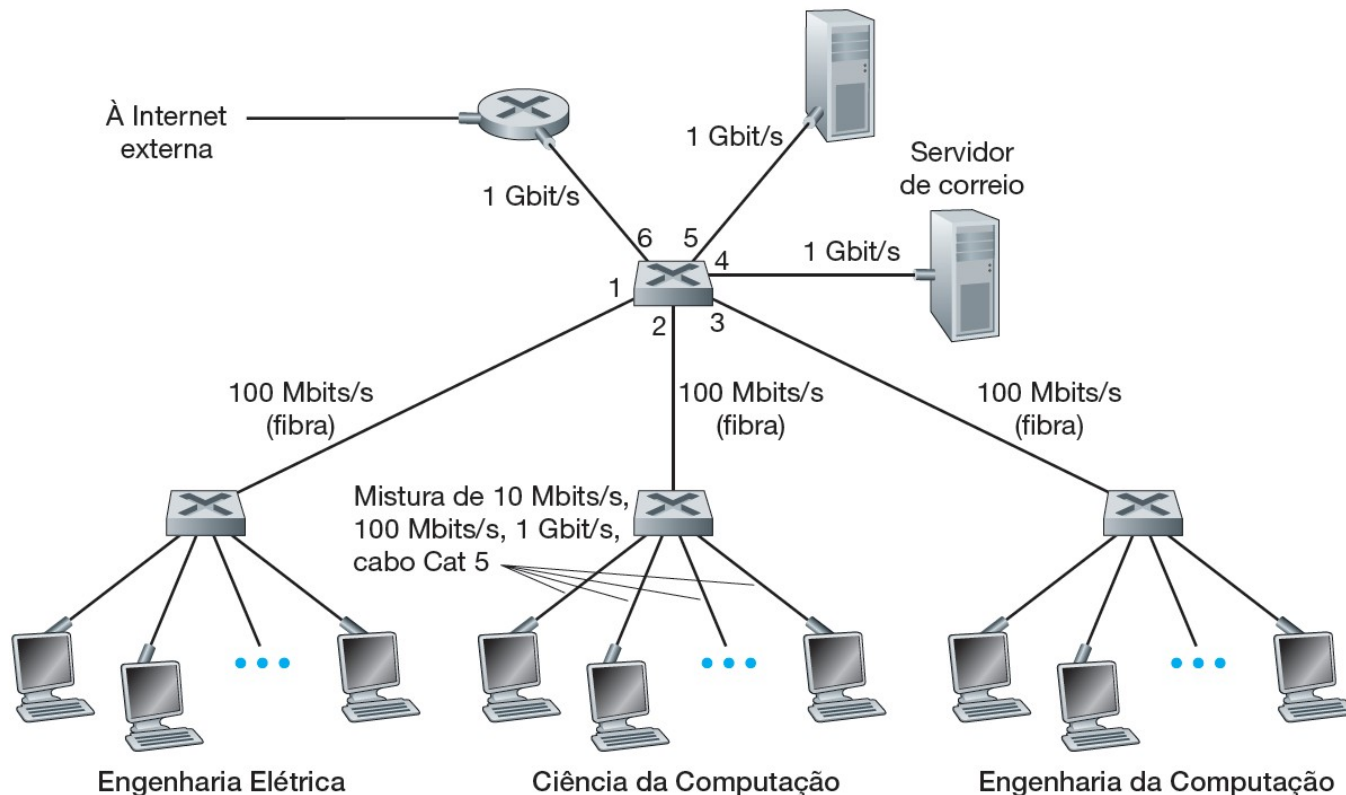 À Internet
externa
1 Gbit/s
1 Gbit/s
Servidor
de correio
1 Gbit/s
6
5
4
1
2
3
100 Mbits/s
(fibra)
100 Mbits/s
(fibra)
100 Mbits/s
(fibra)
Mistura de 10 Mbits/s,
100 Mbits/s, 1 Gbit/s,
cabo Cat 5
Engenharia Elétrica
Ciência da Computação
Engenharia da Computação